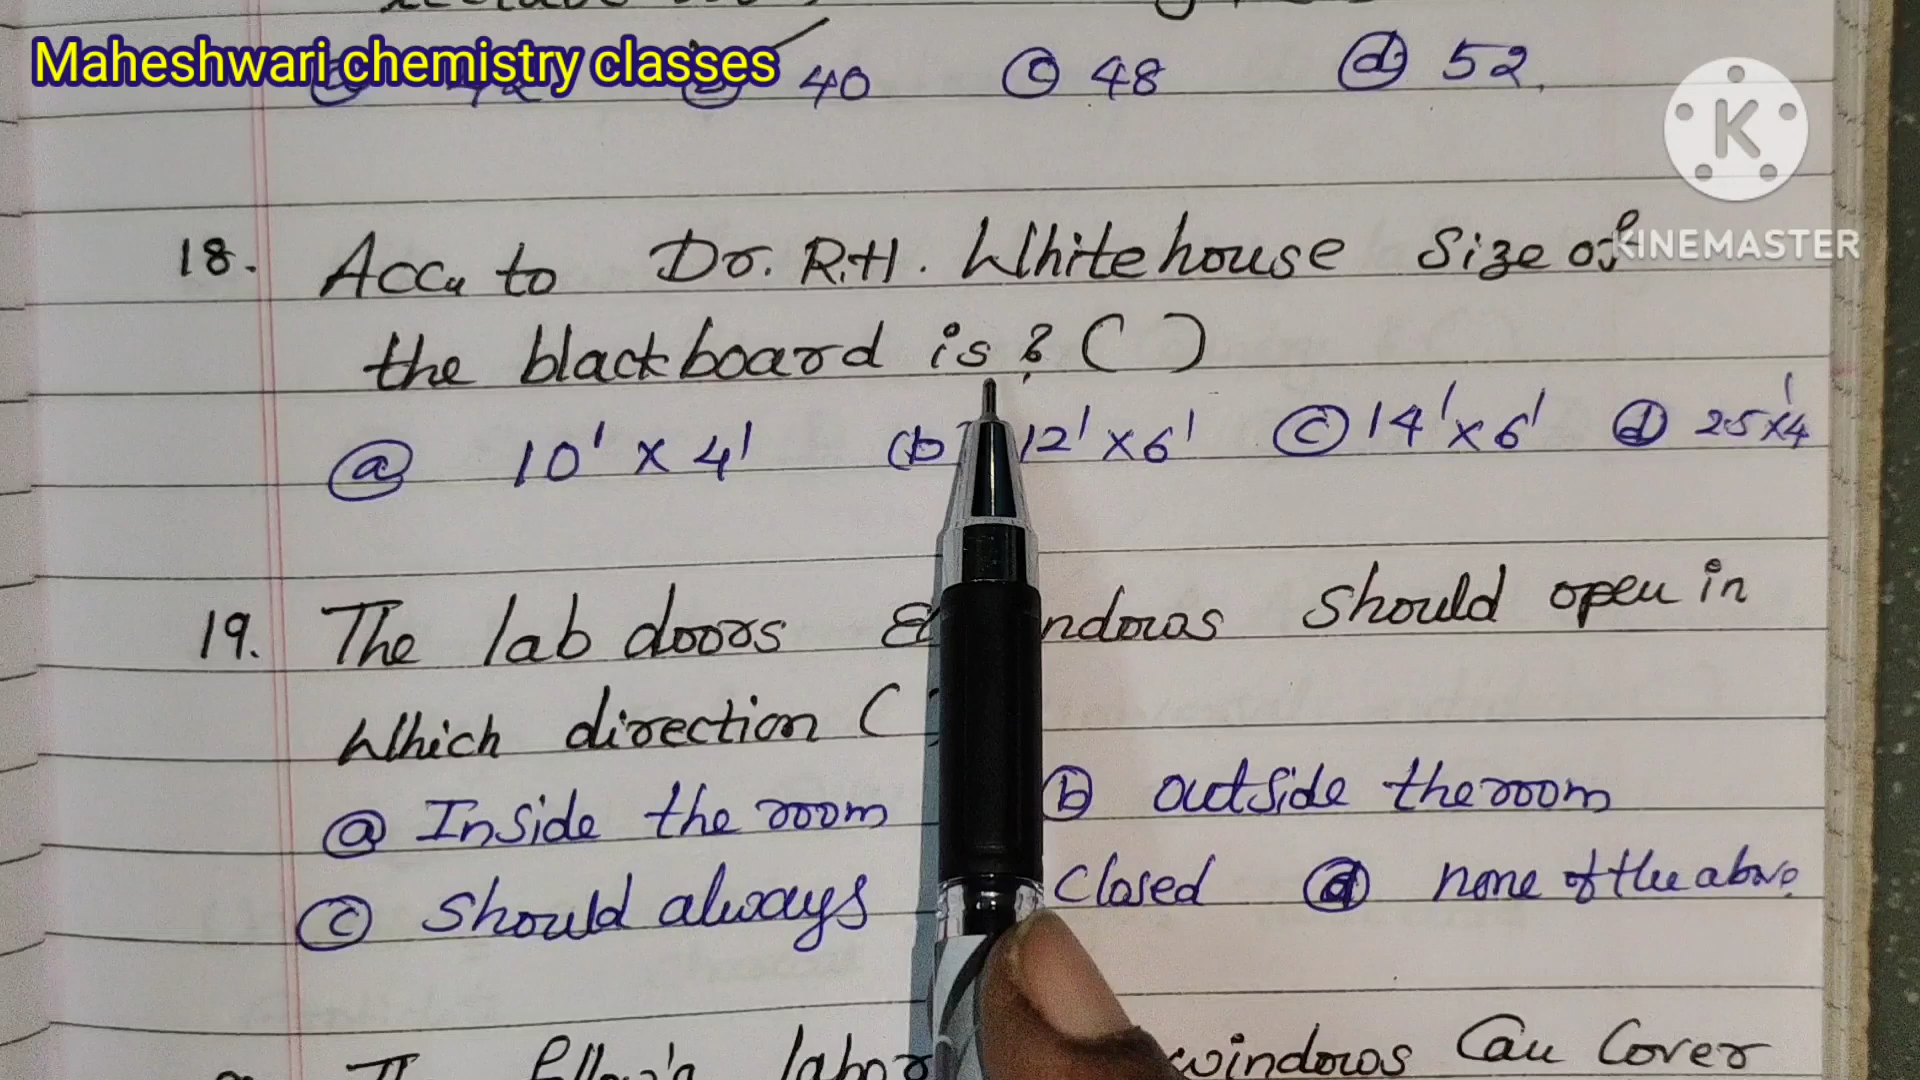 Maheshwari chemistry classes
40 ⓒ 48 ⓓ 52.
K
KINEMASTER
18. Accu to Dr. R.H. Whitehouse Size of
the blackboard is? ( )
ⓐ 10' x 4' (b) 12' x 6' ⓒ 14' x 6' ⓓ 25'x4
19. The lab doors & ndows should open in
Which direction (
ⓐ Inside the room ⓑ outside the room
ⓒ Should always Closed ⓓ none of the above
windows Can Cover